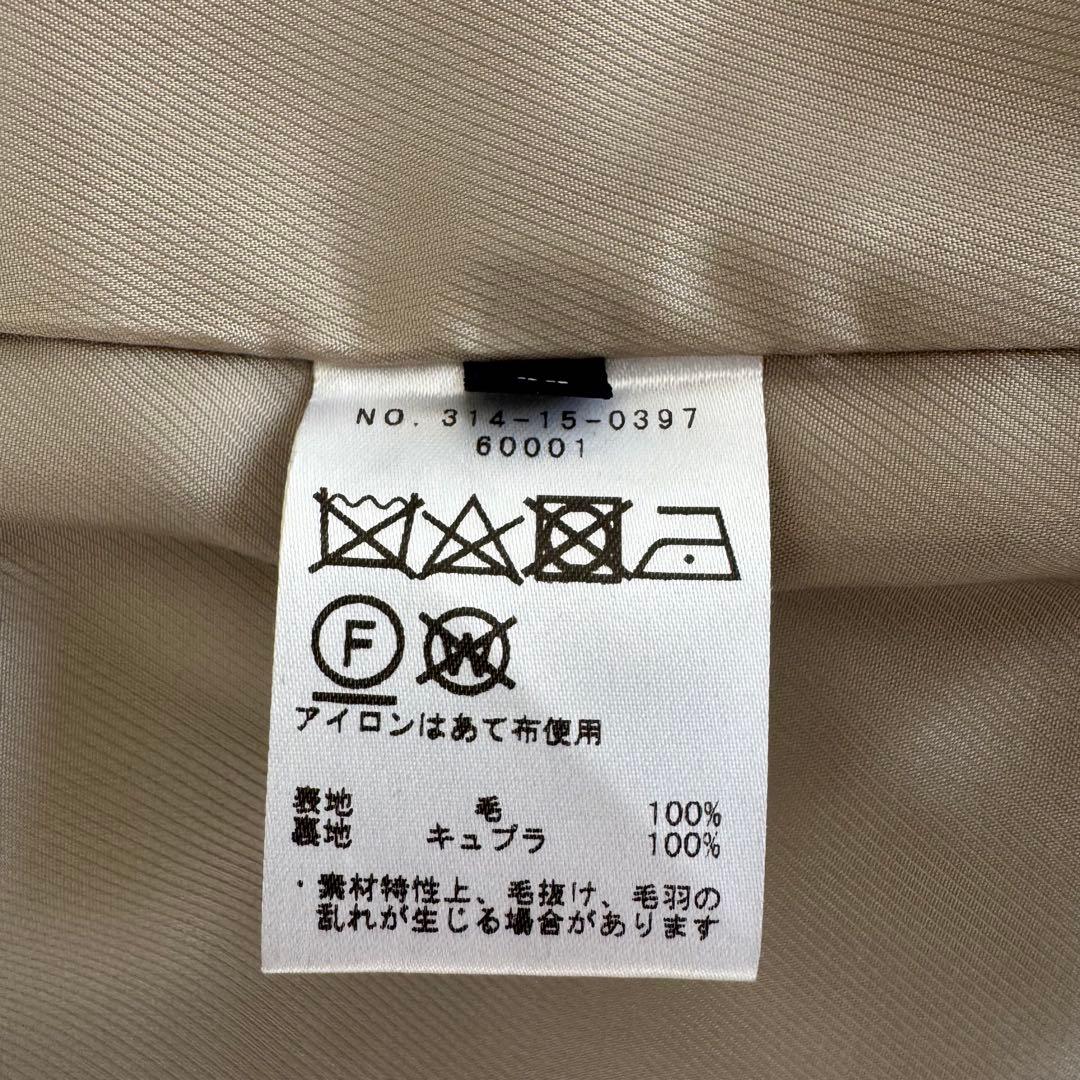 NO. 314-15-0397
60001
F W
アイロンはあて布使用
表地 毛 100%
裏地 キュプラ 100%
・素材特性上、毛抜け、毛羽の
乱れが生じる場合があります